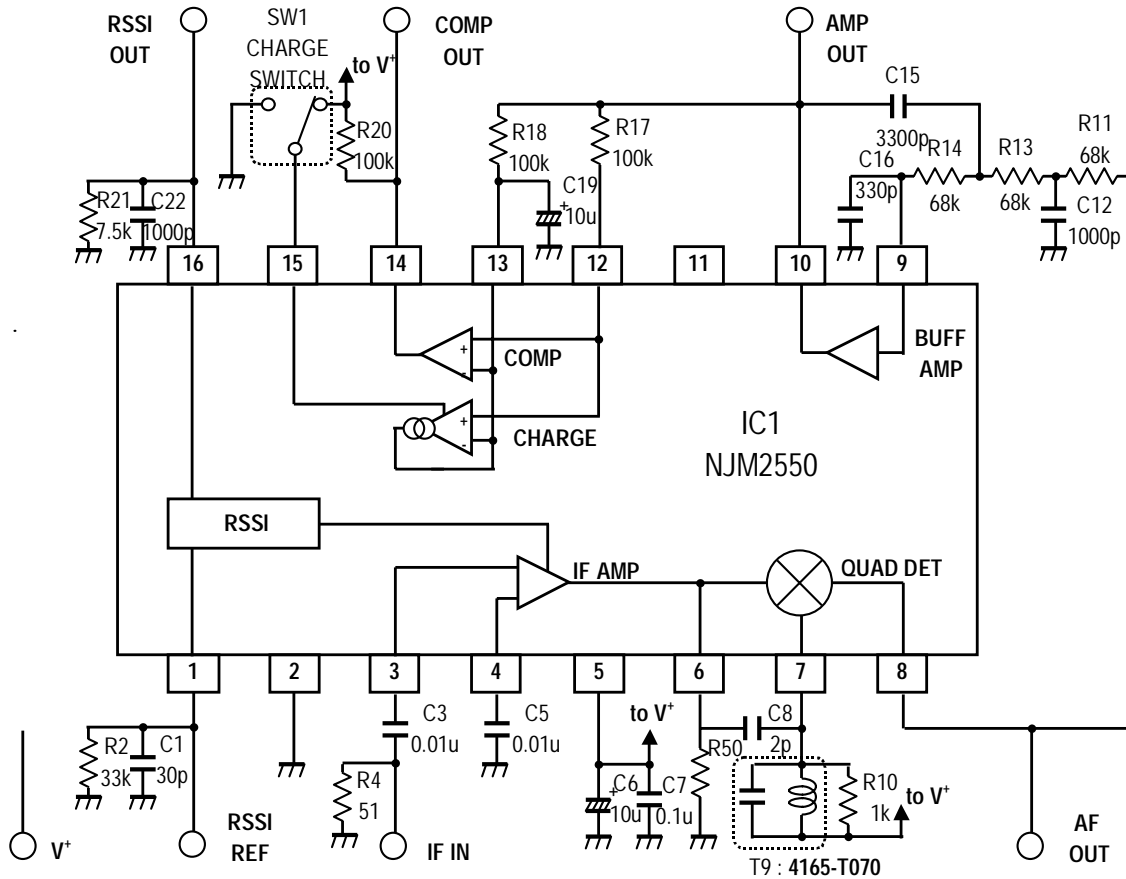 RSSI
OUT
SW1
CHARGE
SWITCH
to V+
COMP
OUT
AMP
OUT
C15
3300p
R20
100k
R18
100k
R17
100k
C16
330p
R14
68k
R13
68k
R11
68k
C19
+
10u
C12
1000p
R21
7.5k
C22
1000p
16
15
14
13
12
11
10
9
.
+
-
COMP
BUFF
AMP
+
-
CHARGE
IC1
NJM2550
RSSI
IF AMP
QUAD DET
1
2
3
4
5
6
7
8
C3
0.01u
C5
0.01u
to V+
C8
2p
R50
R2
33k
C1
30p
R4
51
+
C6
10u
C7
0.1u
R10
1k
to V+
V+
RSSI
REF
IF IN
AF
OUT
T9 : 4165-T070